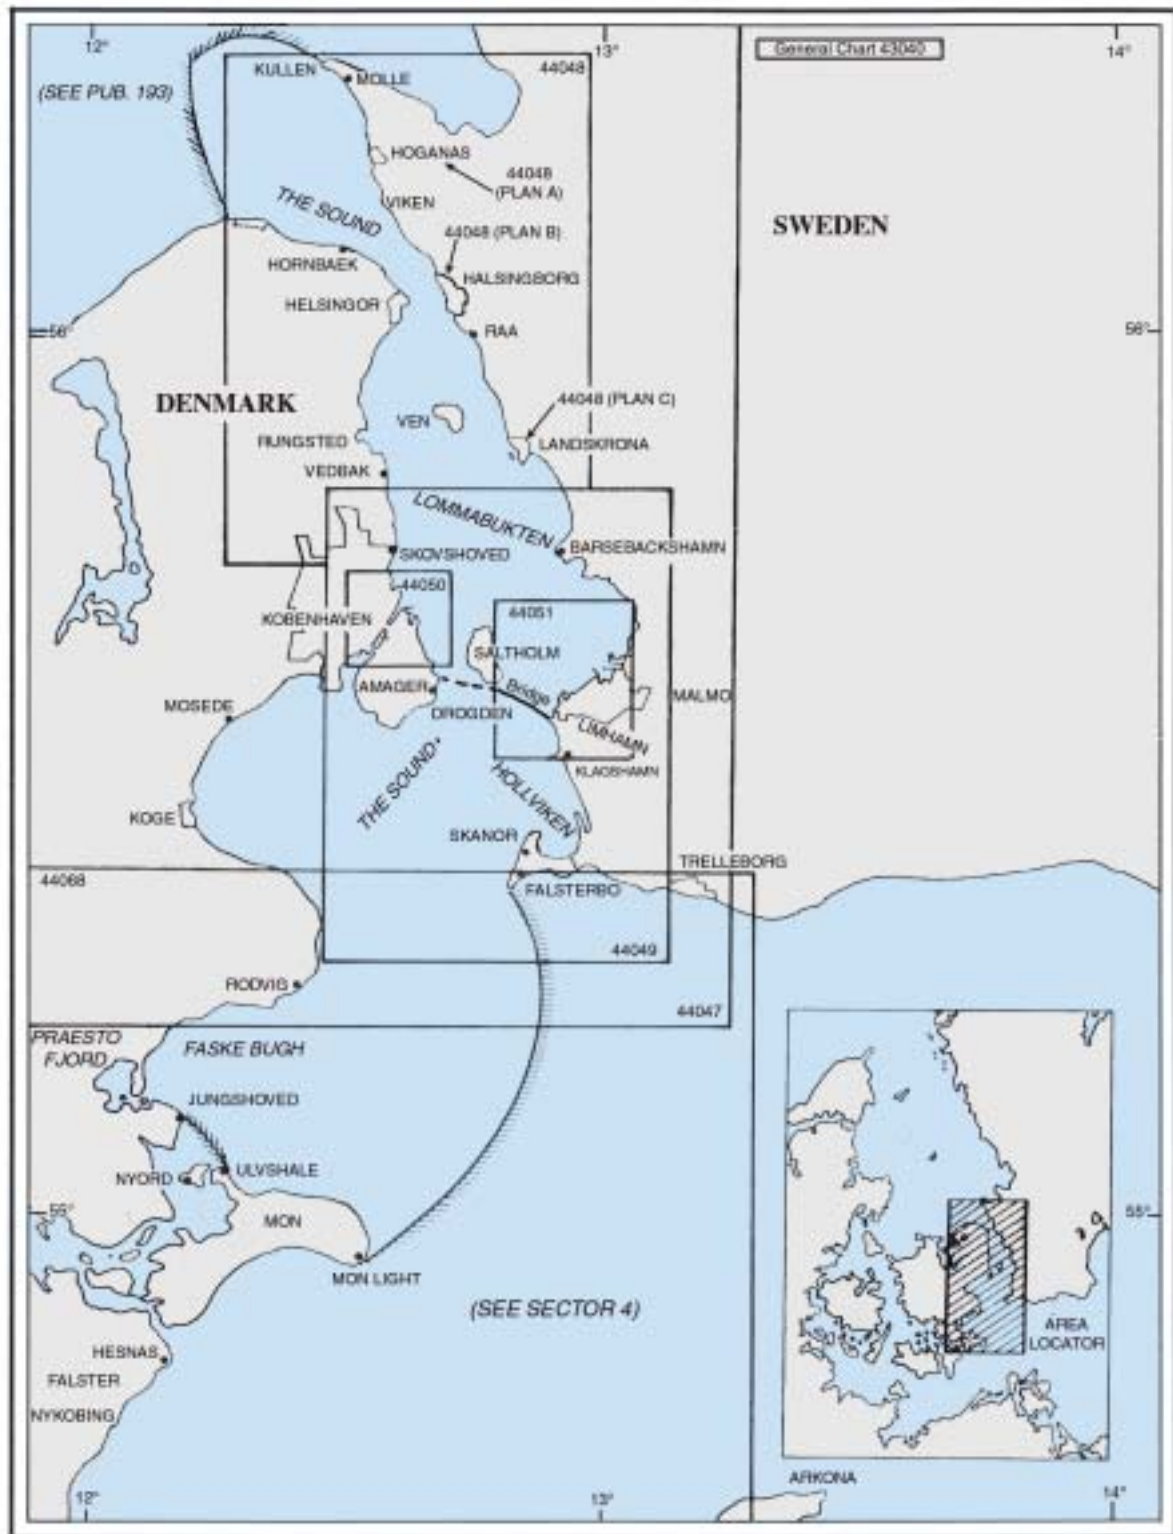 12°
13°
14°
General Chart 43040
KULLEN
MOLLE
44048
(SEE PUB. 193)
HOGANAS
44048
(PLAN A)
VIKEN
THE SOUND
SWEDEN
44048 (PLAN B)
HORNBAEK
HALSINGBORG
HELSINGOR
RAA
56°
56°
DENMARK
44048 (PLAN C)
VEN
RUNGSTED
LANDSKRONA
VEDBAK
LOMMABUKTEN
SKOVSHOVED
BARSEBACKSHAMN
44050
44051
KOBENHAVEN
SALTHOLM
AMAGER
Bridge
MALMO
MOSEDE
DROGDEN
LIMHAMN
THE SOUND
KLAGSHAMN
HOLLVIKEN
KOGE
SKANOR
TRELLEBORG
44068
FALSTERBO
44049
RODVIG
44047
PRAESTO
FJORD
FASKE BUGH
JUNGSHOVED
NYORD
ULVSHALE
55°
55°
MON
MON LIGHT
(SEE SECTOR 4)
AREA
LOCATOR
HESNAS
FALSTER
NYKOBING
ARKONA
12°
13°
14°